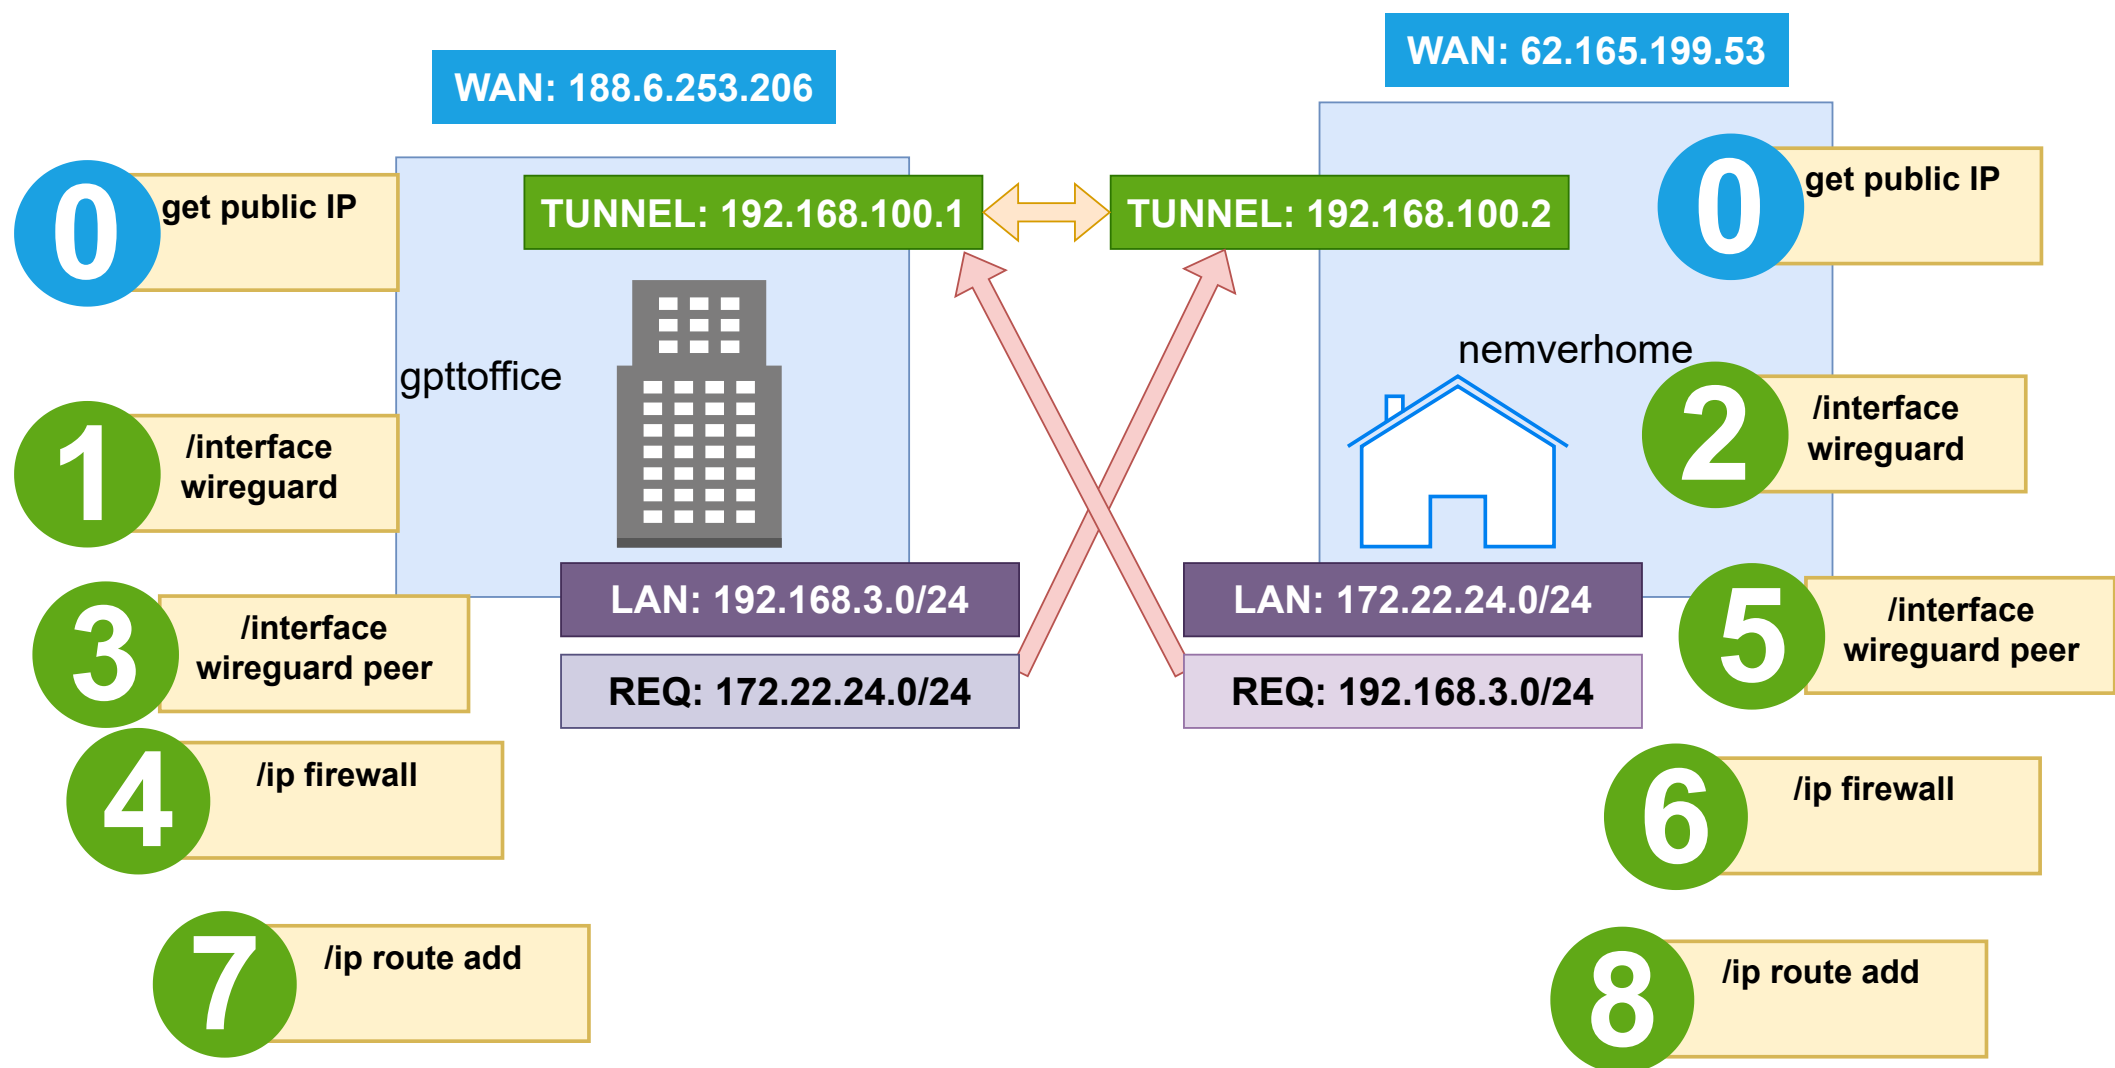 WAN: 62.165.199.53
WAN: 188.6.253.206
0
get public IP
TUNNEL: 192.168.100.1
TUNNEL: 192.168.100.2
0
get public IP
gpttoffice
nemverhome
1
/interface
wireguard
2
/interface
wireguard
LAN: 192.168.3.0/24
LAN: 172.22.24.0/24
3
/interface
wireguard peer
5
/interface
wireguard peer
REQ: 172.22.24.0/24
REQ: 192.168.3.0/24
4
/ip firewall
6
/ip firewall
7
/ip route add
8
/ip route add